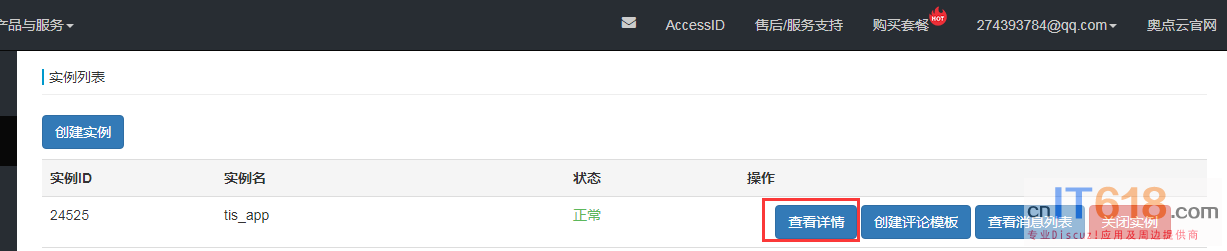 产品与服务
AccessID
售后/服务支持
购买套餐
HOT
274393784@qq.com
奥点云官网
实例列表
创建实例
实例ID 实例名 状态 操作
24525 tis_app 正常 查看详情 创建评论模板 查看消息列表 关闭实例
cnIT618.com
专业Discuz!应用及周边提供商